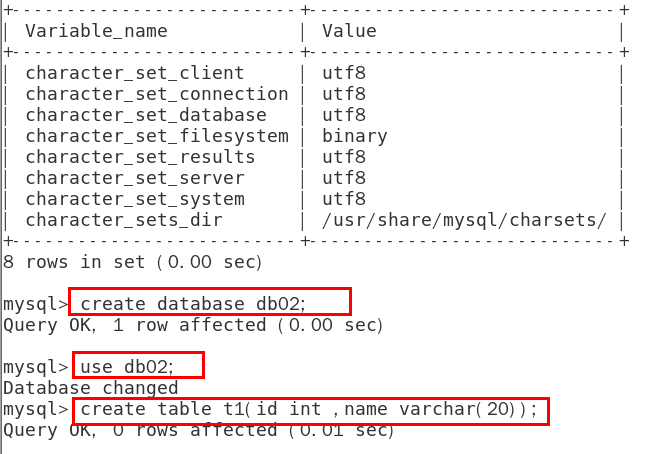 +--------------------------+----------------------------+
| Variable_name | Value |
+--------------------------+----------------------------+
| character_set_client | utf8 |
| character_set_connection | utf8 |
| character_set_database | utf8 |
| character_set_filesystem | binary |
| character_set_results | utf8 |
| character_set_server | utf8 |
| character_set_system | utf8 |
| character_sets_dir | /usr/share/mysql/charsets/ |
+--------------------------+----------------------------+
8 rows in set (0.00 sec)
mysql> create database db02;
Query OK, 1 row affected (0.00 sec)
mysql> use db02;
Database changed
mysql> create table t1(id int ,name varchar(20));
Query OK, 0 rows affected (0.01 sec)